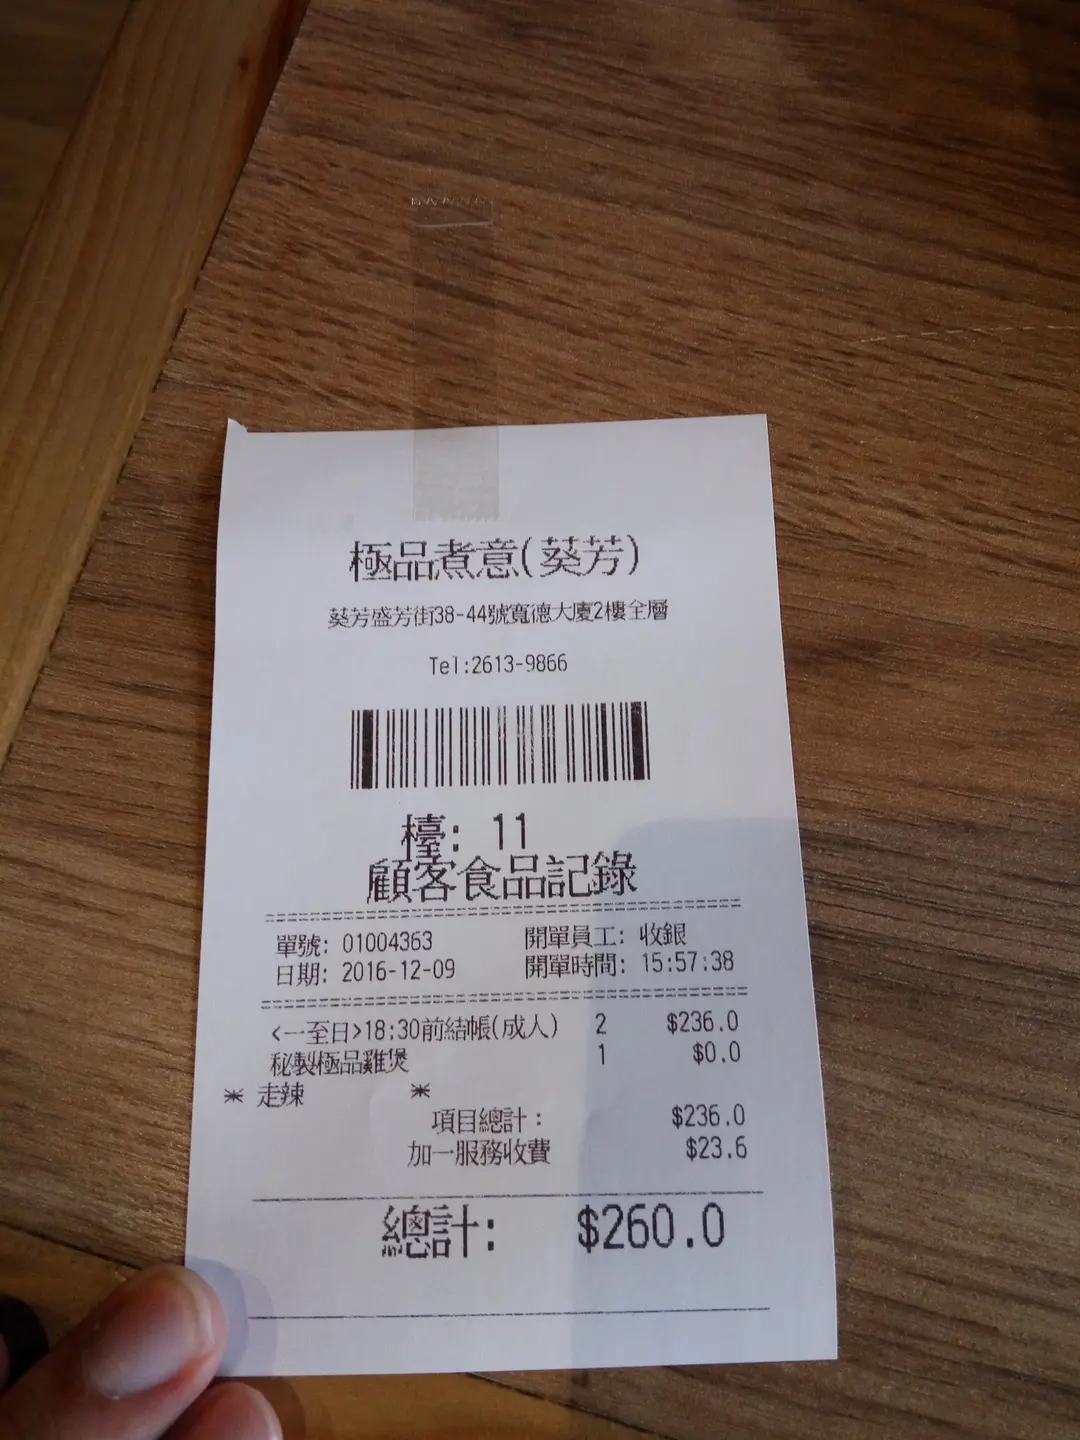 極品煮意(葵芳)
葵芳盛芳街38-44號寬德大廈2樓全層
Tel:2613-9866
檯: 11
顧客食品記錄
單號: 01004363 開單員工: 收銀
日期: 2016-12-09 開單時間: 15:57:38
<一至日>18:30前結帳(成人) 2 $236.0
秘製極品雞煲 1 $0.0
* 走辣 *
項目總計: $236.0
加一服務收費 $23.6
總計: $260.0